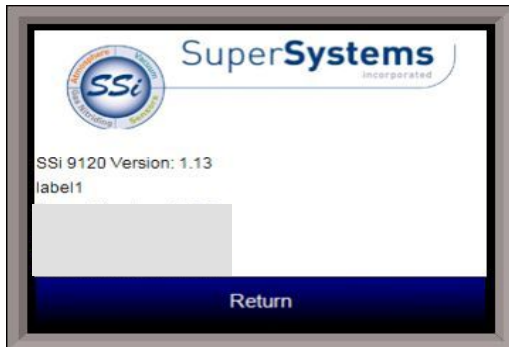 Atmosphere
Vacuum
SSi
Gas Nitriding
Sensors
SuperSystems
incorporated
SSi 9120 Version: 1.13
label1
Return